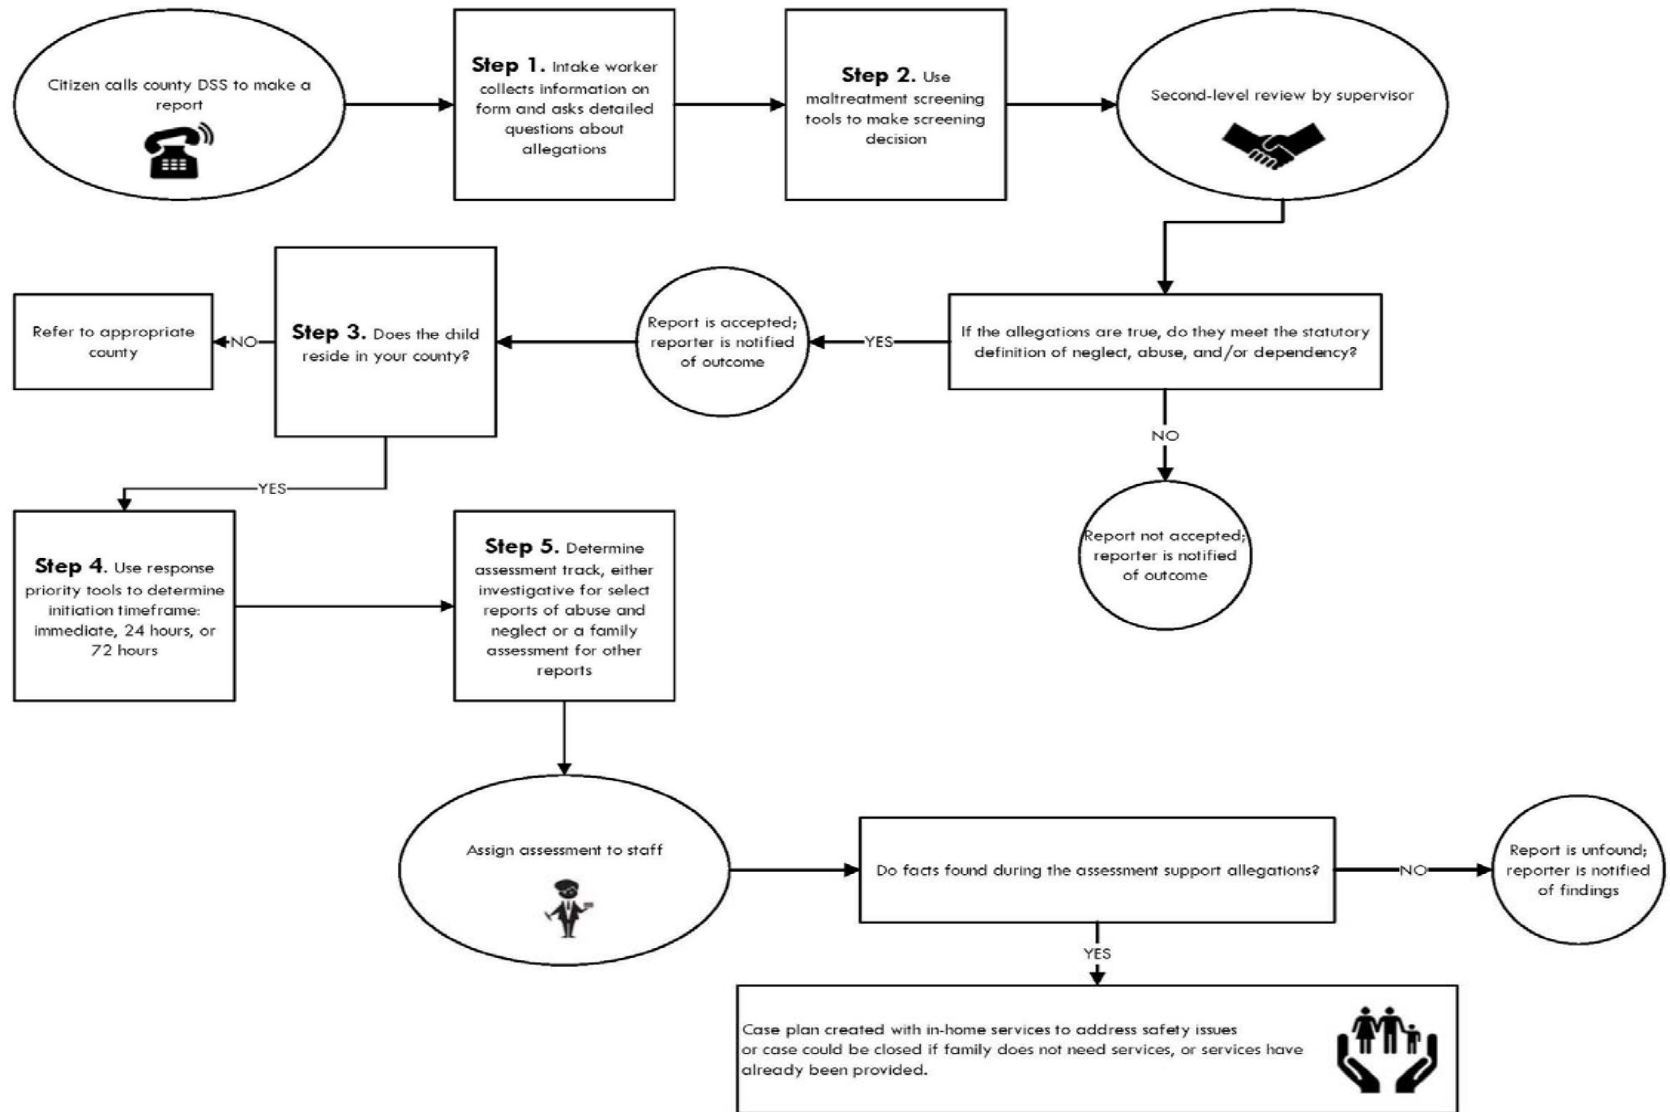 Citizen calls county DSS to make a
report
Step 1. Intake worker
collects information on
form and asks detailed
questions about
allegations
Step 2. Use
maltreatment screening
tools to make screening
decision
Second-level review by supervisor
If the allegations are true, do they meet the statutory
definition of neglect, abuse, and/or dependency?
YES
Report is accepted;
reporter is notified
of outcome
Step 3. Does the child
reside in your county?
NO
Refer to appropriate
county
NO
Report not accepted;
reporter is notified
of outcome
YES
Step 4. Use response
priority tools to determine
initiation timeframe:
immediate, 24 hours, or
72 hours
Step 5. Determine
assessment track, either
investigative for select
reports of abuse and
neglect or a family
assessment for other
reports
Assign assessment to staff
Do facts found during the assessment support allegations?
NO
Report is unfound;
reporter is notified
of findings
YES
Case plan created with in-home services to address safety issues
or case could be closed if family does not need services, or services have
already been provided.